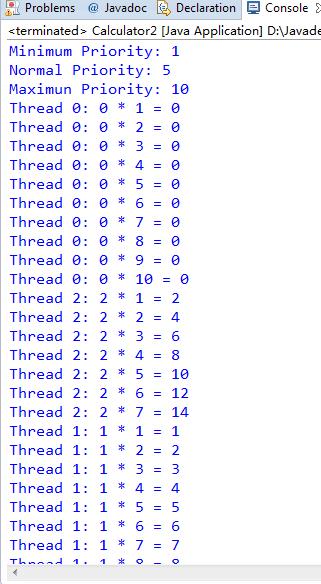 Problems @ Javadoc Declaration Console
<terminated> Calculator2 [Java Application] D:\Javade
Minimum Priority: 1
Normal Priority: 5
Maximun Priority: 10
Thread 0: 0 * 1 = 0
Thread 0: 0 * 2 = 0
Thread 0: 0 * 3 = 0
Thread 0: 0 * 4 = 0
Thread 0: 0 * 5 = 0
Thread 0: 0 * 6 = 0
Thread 0: 0 * 7 = 0
Thread 0: 0 * 8 = 0
Thread 0: 0 * 9 = 0
Thread 0: 0 * 10 = 0
Thread 2: 2 * 1 = 2
Thread 2: 2 * 2 = 4
Thread 2: 2 * 3 = 6
Thread 2: 2 * 4 = 8
Thread 2: 2 * 5 = 10
Thread 2: 2 * 6 = 12
Thread 2: 2 * 7 = 14
Thread 1: 1 * 1 = 1
Thread 1: 1 * 2 = 2
Thread 1: 1 * 3 = 3
Thread 1: 1 * 4 = 4
Thread 1: 1 * 5 = 5
Thread 1: 1 * 6 = 6
Thread 1: 1 * 7 = 7
Thread 1: 1 * 8 = 8